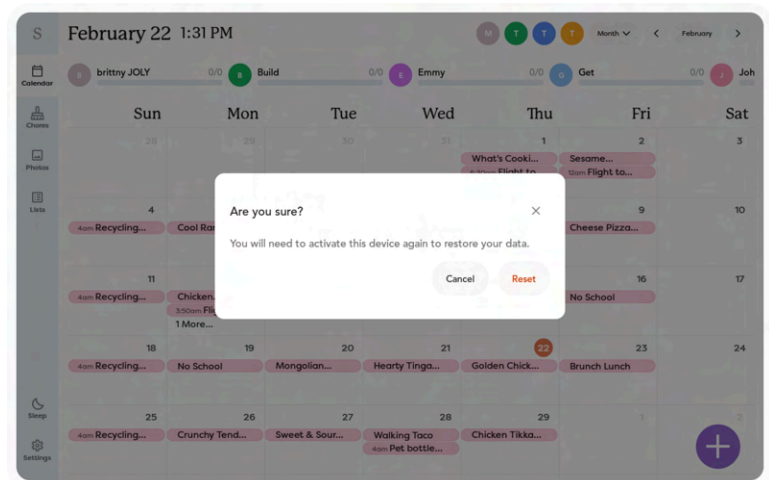 S
February 22 1:31 PM
M T T T Month February
Calendar
Chores
Photos
Lists
Sleep
Settings
B brittny JOLY 0/0 B Build 0/0 E Emmy 0/0 G Get 0/0 J Joh
Sun Mon Tue Wed Thu Fri Sat
28 29 30 31 1 2 3
What's Cooki... Sesame...
Flight to 12am Flight to...
4 9 10
4am Recycling... Cool Ra Cheese Pizza...
11 16 17
4am Recycling... Chicken. No School
3:50am Fli
1 More...
Are you sure?
You will need to activate this device again to restore your data.
Cancel Reset
18 19 20 21 22 23 24
4am Recycling... No School Mongolian... Hearty Tinga... Golden Chick... Brunch Lunch
25 26 27 28 29 1 2
4am Recycling... Crunchy Tend... Sweet & Sour... Walking Taco Chicken Tikka...
4am Pet bottle...